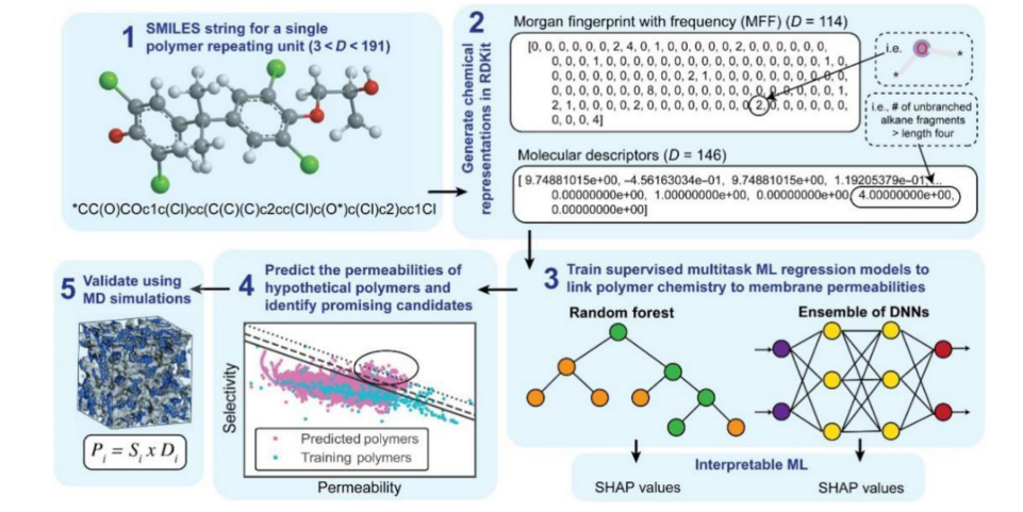 1
SMILES string for a single
polymer repeating unit (3 < D < 191)
*CC(O)COc1c(Cl)cc(C(C)(C)c2cc(Cl)c(O*)c(Cl)c2)cc1Cl
2
Generate chemical
representations in RDKit
Morgan fingerprint with frequency (MFF) (D = 114)
[0, 0, 0, 0, 0, 0, 2, 4, 0, 1, 0, 0, 0, 0, 0, 2, 0, 0, 0, 0, 0, 0, 0,
0, 0, 0, 1, 0, 0, 0, 0, 0, 0, 0, 0, 0, 0, 0, 0, 0, 0, 0, 1, 0,
0, 0, 0, 0, 0, 0, 0, 0, 0, 0, 0, 2, 1, 0, 0, 0, 0, 0, 0, 0,
0, 0, 0, 0, 0, 0, 0, 8, 0, 0, 0, 0, 0, 0, 0, 0, 1, 0, 0, 1,
2, 1, 0, 0, 0, 0, 2, 0, 0, 0, 0, 0, 0, 0, 0, 2, 0, 0, 0, 0, 0, 0,
0, 0, 0, 4]
i.e.
O
*
*
i.e., # of unbranched
alkane fragments
> length four
Molecular descriptors (D = 146)
[ 9.74881015e+00, -4.56163034e-01, 9.74881015e+00, 1.19205379e-01, ...
0.00000000e+00, 1.00000000e+00, 0.00000000e+00, 4.00000000e+00,
0.00000000e+00]
3
Train supervised multitask ML regression models to
link polymer chemistry to membrane permeabilities
Random forest
Ensemble of DNNs
Interpretable ML
SHAP values
SHAP values
4
Predict the permeabilities of
hypothetical polymers and
identify promising candidates
Selectivity
Predicted polymers
Training polymers
Permeability
5
Validate using
MD simulations
Pᵢ = Sᵢ x Dᵢ